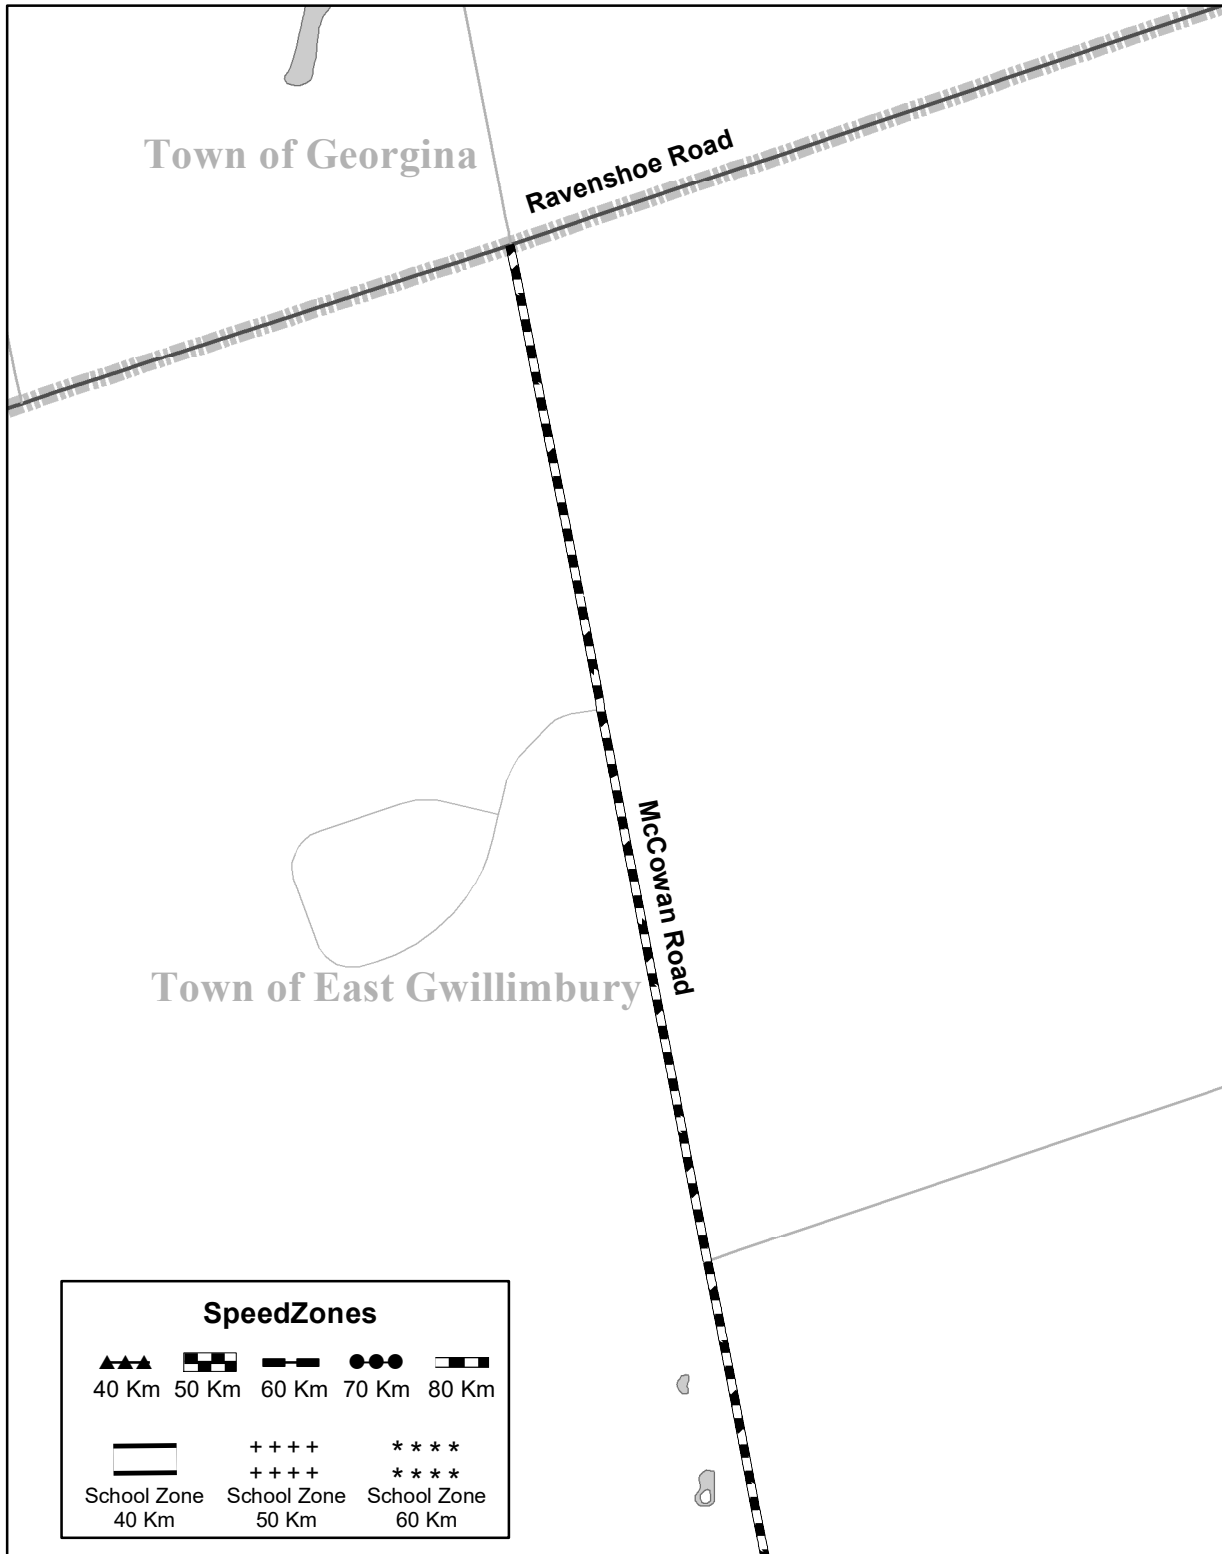 Town of Georgina
Ravenshoe Road
McCowan Road
Town of East Gwillimbury
SpeedZones
40 Km 50 Km 60 Km 70 Km 80 Km
School Zone School Zone School Zone
40 Km 50 Km 60 Km